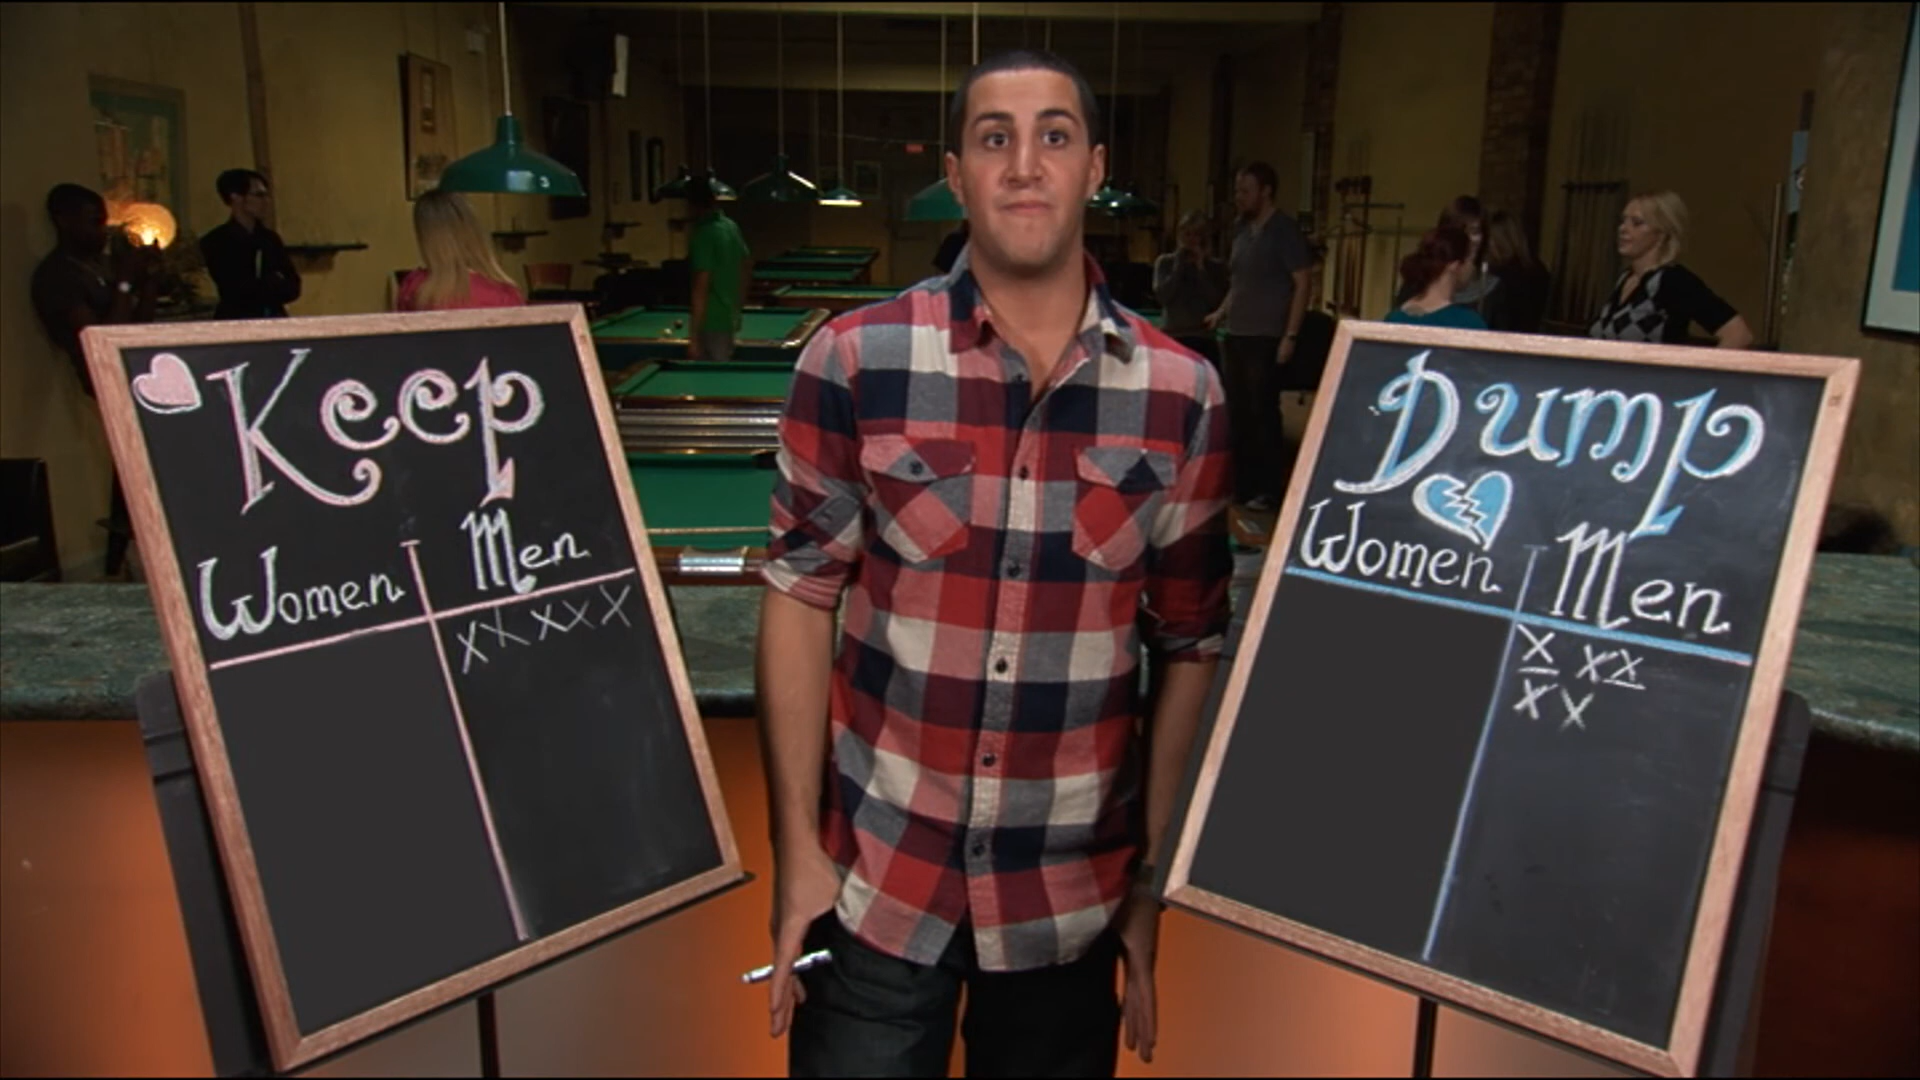 Keep
Women Men
X X X X X
Dump
Women Men
X X X
X X